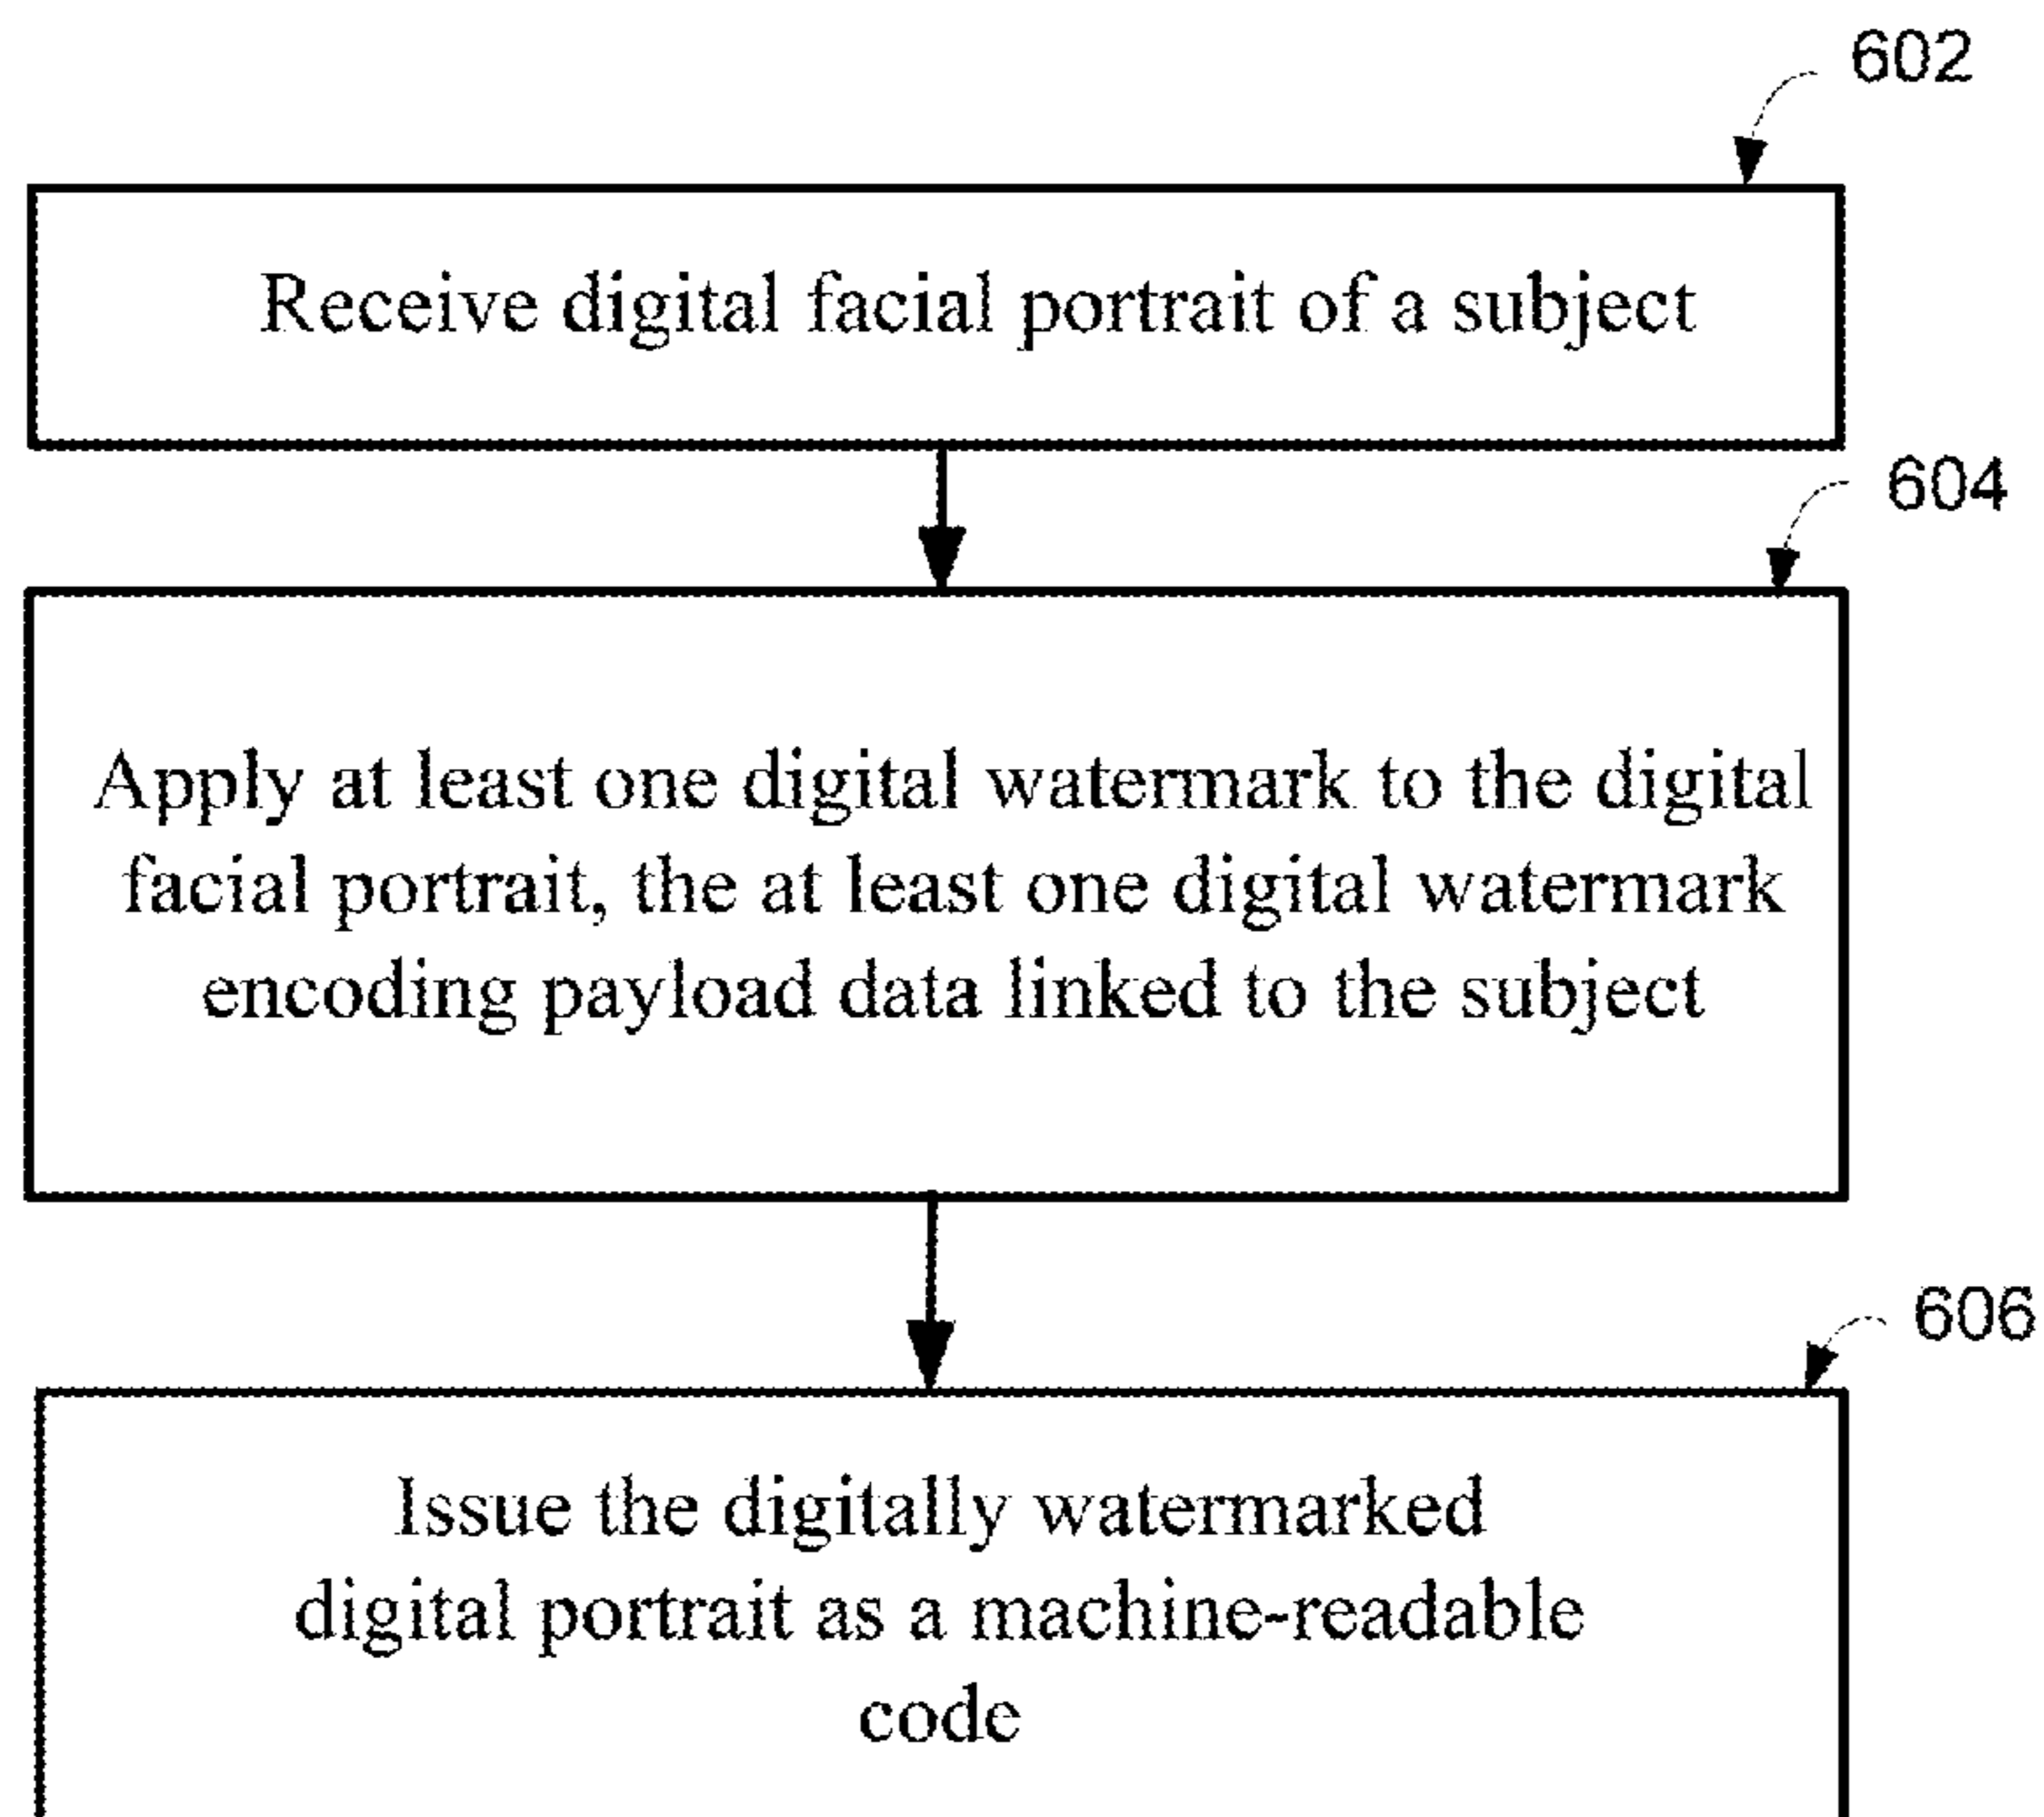 602
Receive digital facial portrait of a subject
604
Apply at least one digital watermark to the digital
facial portrait, the at least one digital watermark
encoding payload data linked to the subject
606
Issue the digitally watermarked
digital portrait as a machine-readable
code